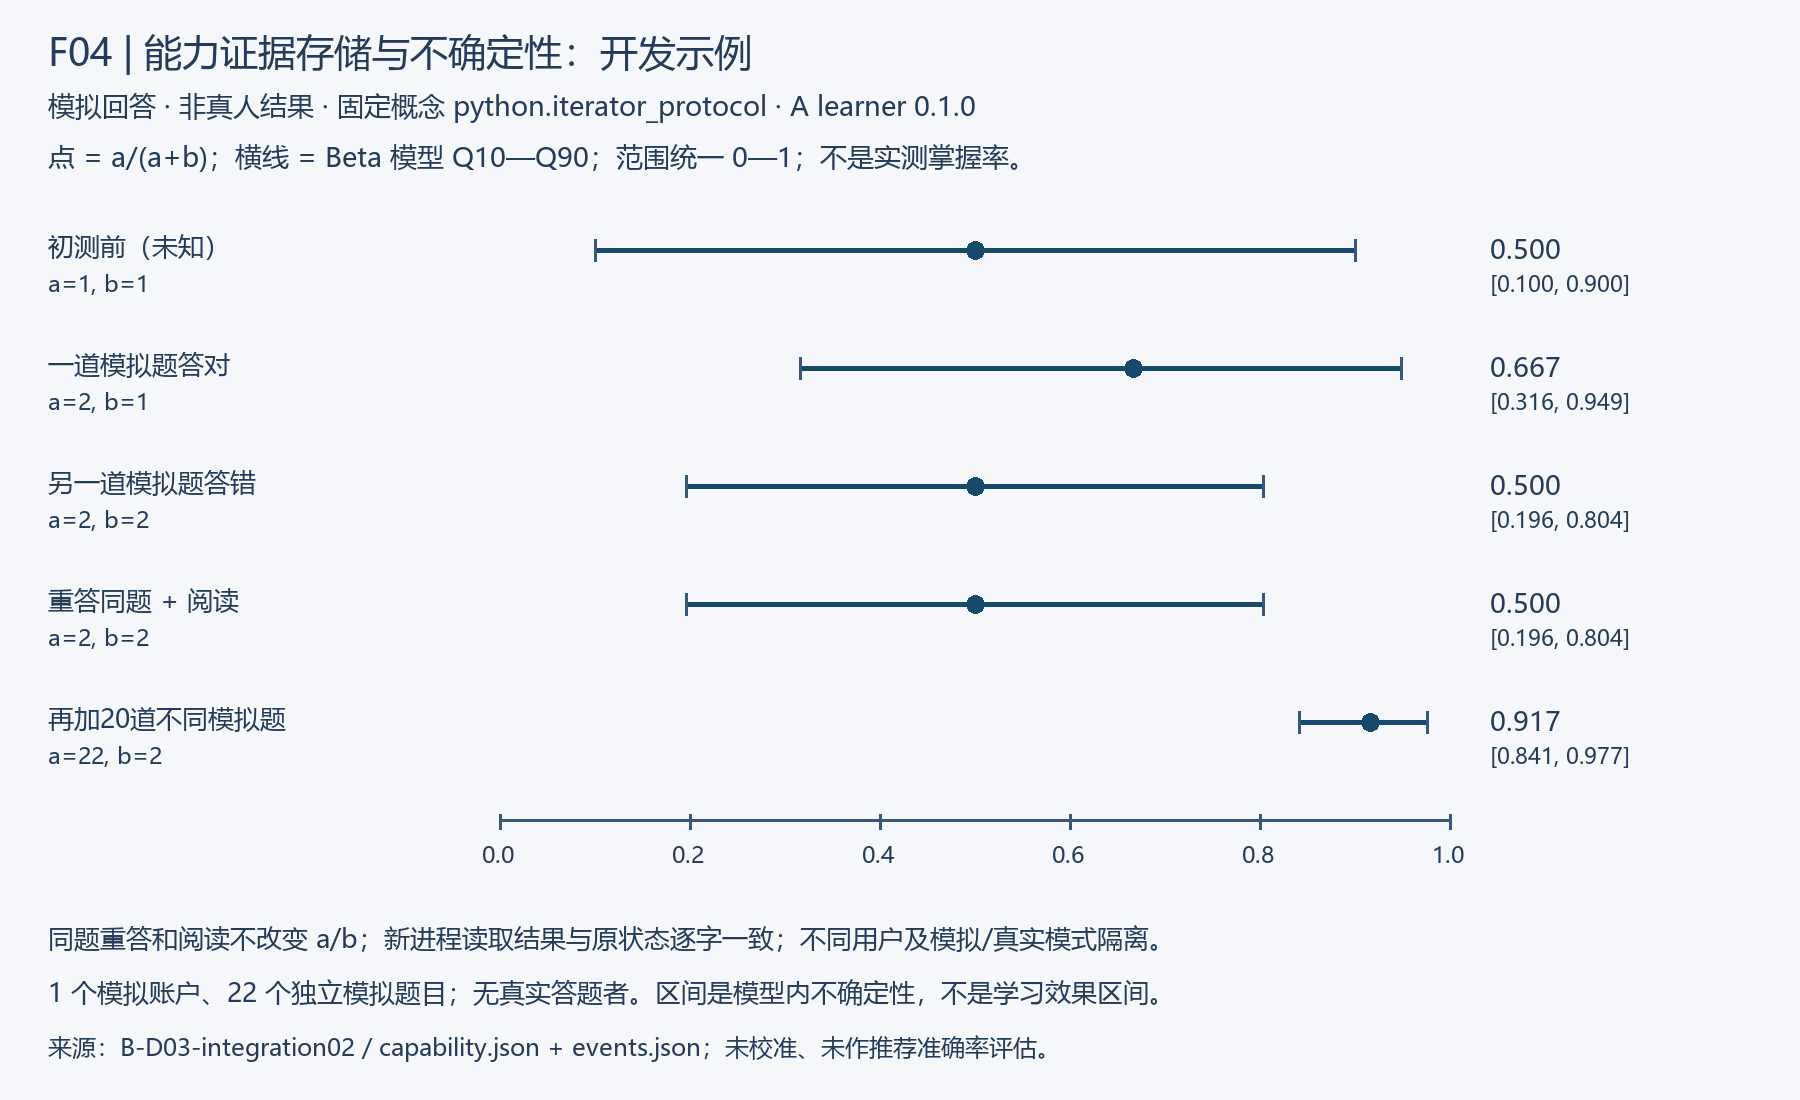 F04 | 能力证据存储与不确定性：开发示例
模拟回答 · 非真人结果 · 固定概念 python.iterator_protocol · A learner 0.1.0
点 = a/(a+b)；横线 = Beta 模型 Q10—Q90；范围统一 0—1；不是实测掌握率。
初测前（未知）
0.500
a=1, b=1
[0.100, 0.900]
一道模拟题答对
0.667
a=2, b=1
[0.316, 0.949]
另一道模拟题答错
0.500
a=2, b=2
[0.196, 0.804]
重答同题 + 阅读
0.500
a=2, b=2
[0.196, 0.804]
再加20道不同模拟题
0.917
a=22, b=2
[0.841, 0.977]
0.0 0.2 0.4 0.6 0.8 1.0
同题重答和阅读不改变 a/b；新进程读取结果与原状态逐字一致；不同用户及模拟/真实模式隔离。
1 个模拟账户、22 个独立模拟题目；无真实答题者。区间是模型内不确定性，不是学习效果区间。
来源：B-D03-integration02 / capability.json + events.json；未校准、未作推荐准确率评估。